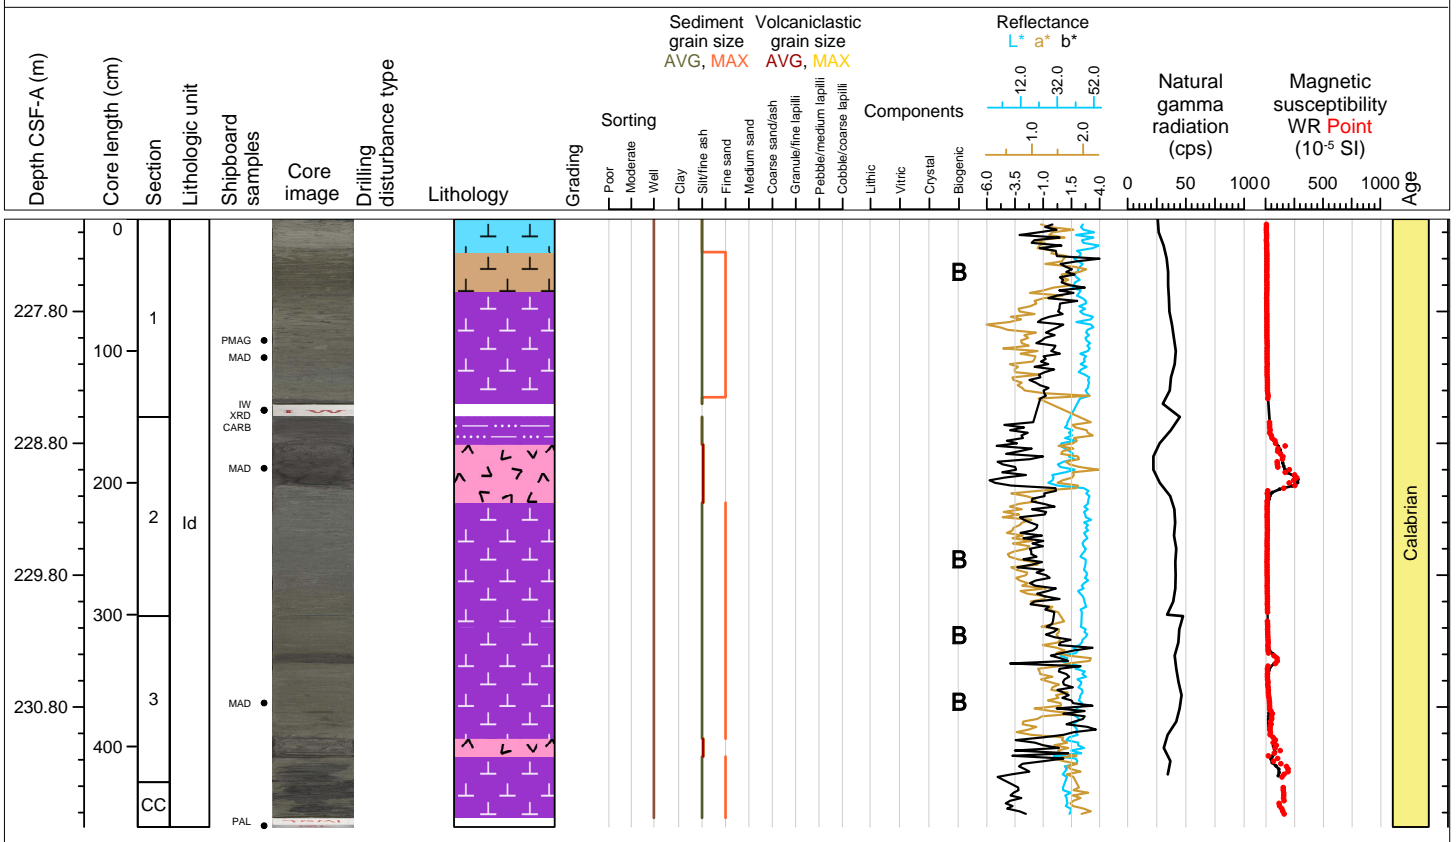 Depth CSF-A (m)
Core length (cm)
Section
Lithologic unit
Shipboard
samples
Core
image
Drilling
disturbance type
Lithology
Grading
Sorting
Poor
Moderate
Well
Sediment
grain size
AVG, MAX
Volcaniclastic
grain size
AVG, MAX
Clay
Silt/fine ash
Fine sand
Medium sand
Coarse sand/ash
Granule/fine lapilli
Pebble/medium lapilli
Cobble/coarse lapilli
Components
Lithic
Vitric
Crystal
Biogenic
Reflectance
L* a* b*
12.0 32.0 52.0
1.0 2.0
-6.0 -3.5 -1.0 1.5 4.0
Natural
gamma
radiation
(cps)
0 50 100
Magnetic
susceptibility
WR Point
(10-5 SI)
0 500 1000
Age
0
227.80
1
100
PMAG
MAD
IW
XRD
CARB
I W
228.80
MAD
200
2
Id
229.80
300
3
230.80
MAD
400
CC
PAL
B
B
B
B
Calabrian